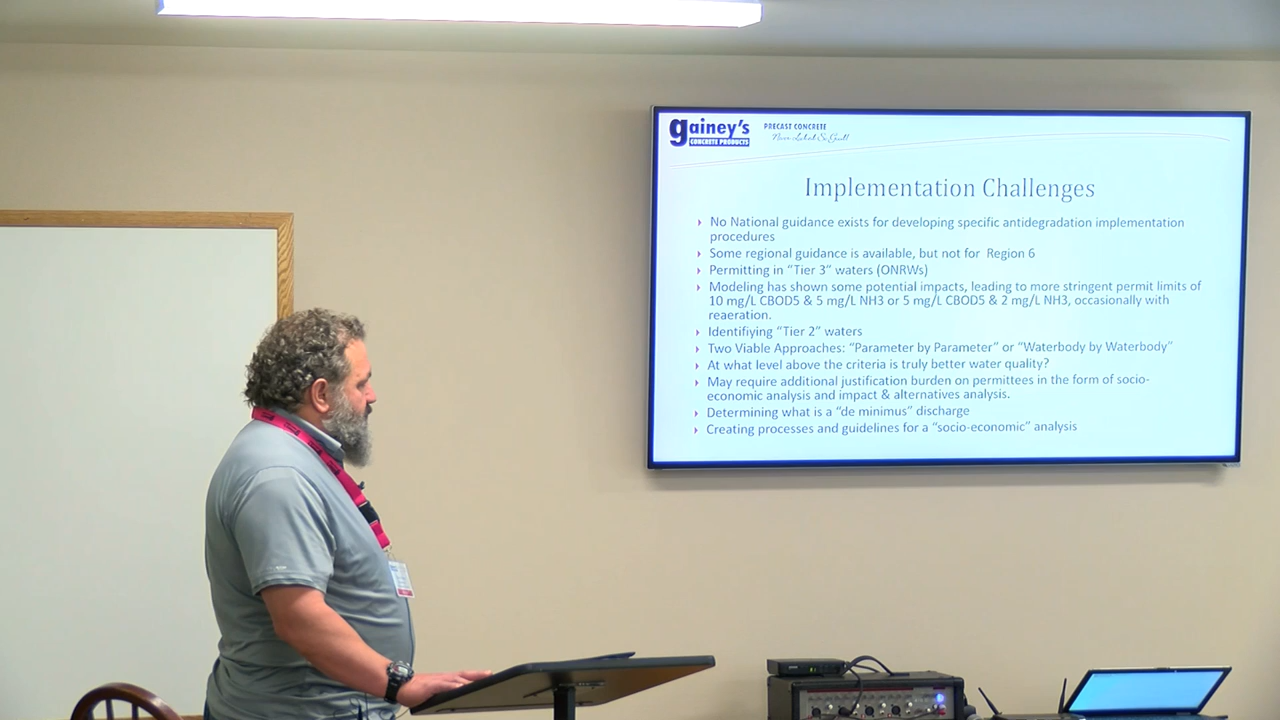 gainey's
CONCRETE PRODUCTS
PRECAST CONCRETE
Implementation Challenges
No National guidance exists for developing specific antidegradation implementation
procedures
Some regional guidance is available, but not for Region 6
Permitting in “Tier 3” waters (ONRWs)
Modeling has shown some potential impacts, leading to more stringent permit limits of
10 mg/L CBOD5 & 5 mg/L NH3 or 5 mg/L CBOD5 & 2 mg/L NH3, occasionally with
reaeration.
Identifiying “Tier 2” waters
Two Viable Approaches: “Parameter by Parameter” or “Waterbody by Waterbody”
At what level above the criteria is truly better water quality?
May require additional justification burden on permittees in the form of socio-
economic analysis and impact & alternatives analysis.
Determining what is a “de minimus” discharge
Creating processes and guidelines for a “socio-economic” analysis